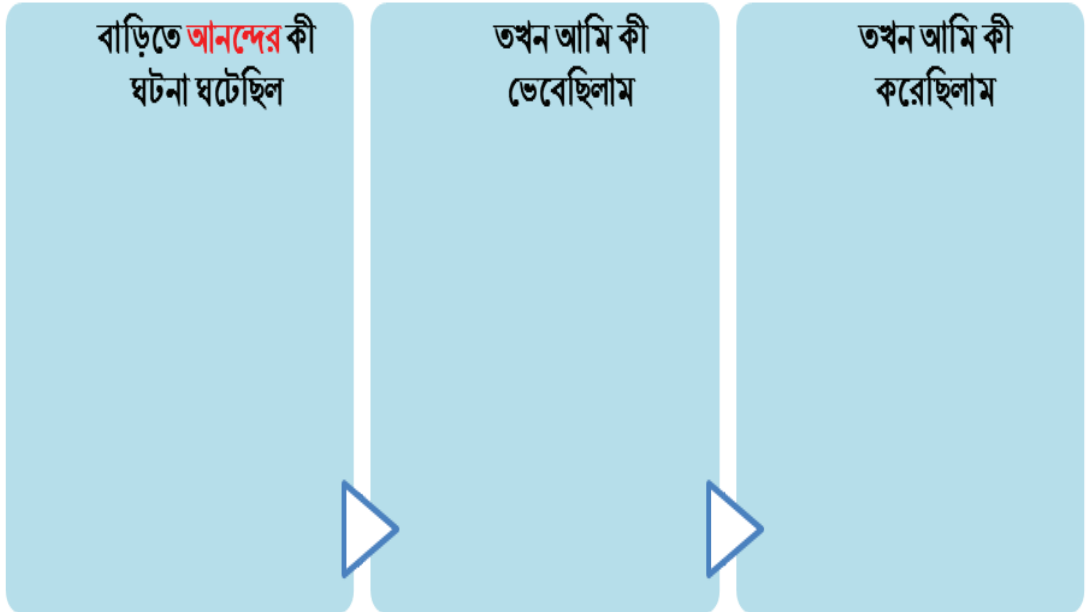 বাড়িতে আনন্দের কী
ঘটনা ঘটেছিল
তখন আমি কী
ভেবেছিলাম
তখন আমি কী
করেছিলাম